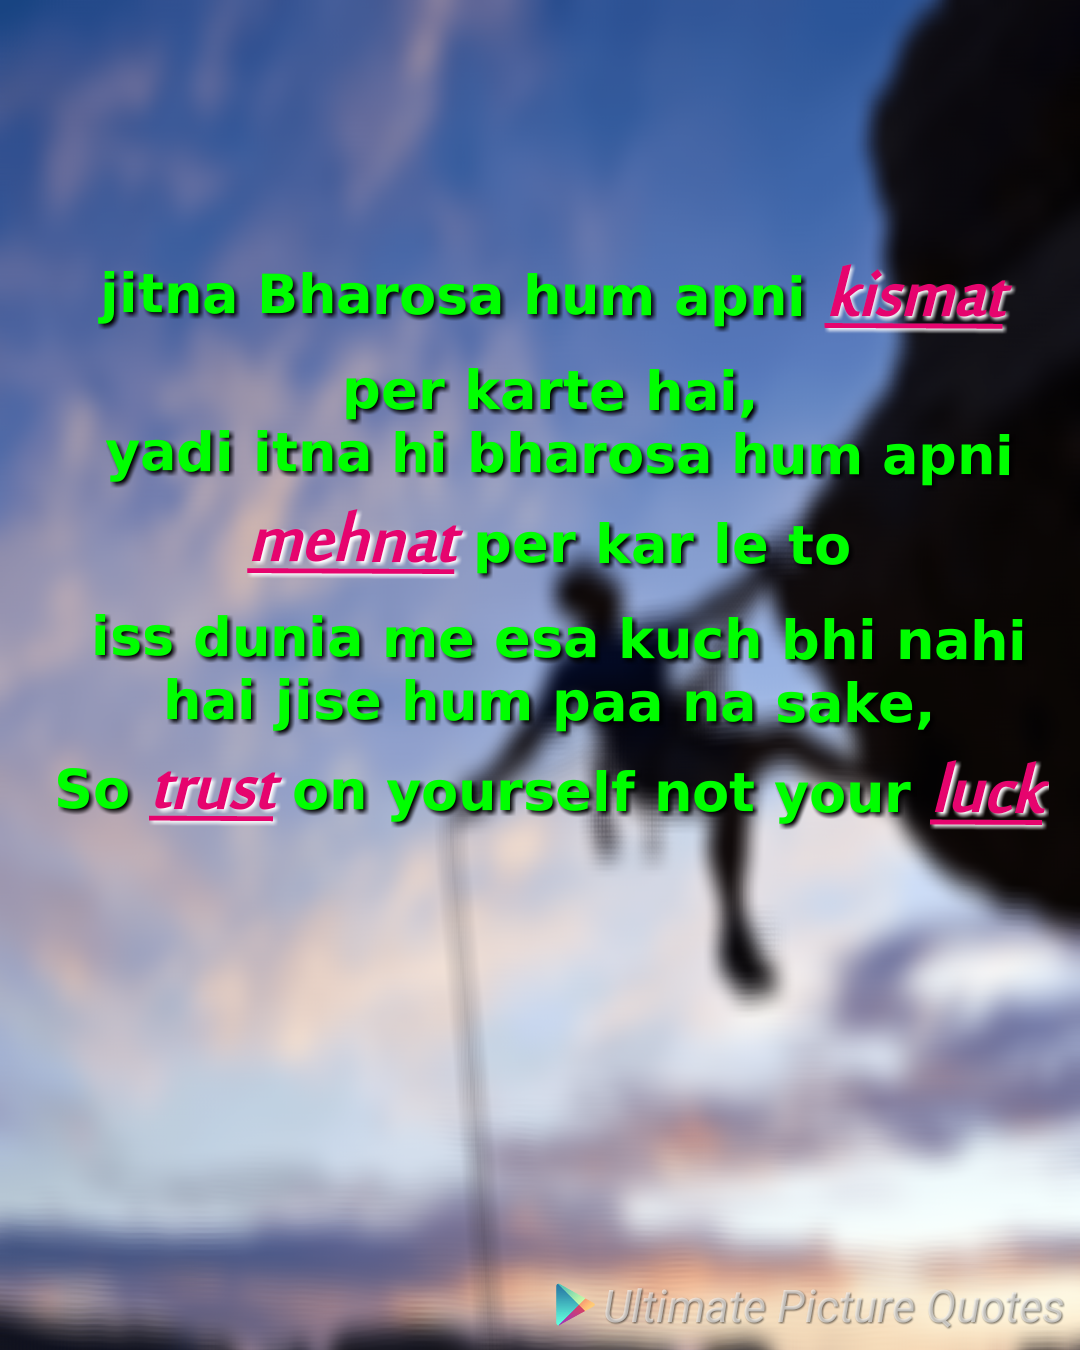 jitna Bharosa hum apni kismat
per karte hai,
yadi itna hi bharosa hum apni
mehnat per kar le to
iss dunia me esa kuch bhi nahi
hai jise hum paa na sake,
So trust on yourself not your luck
Ultimate Picture Quotes